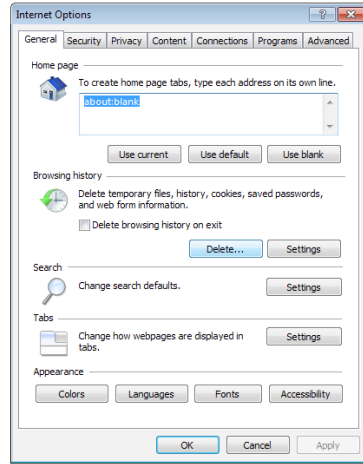 Internet Options
General Security Privacy Content Connections Programs Advanced
Home page
To create home page tabs, type each address on its own line.
about:blank
Use current Use default Use blank
Browsing history
Delete temporary files, history, cookies, saved passwords,
and web form information.
Delete browsing history on exit
Delete... Settings
Search
Change search defaults. Settings
Tabs
Change how webpages are displayed in
tabs.
Settings
Appearance
Colors Languages Fonts Accessibility
OK Cancel Apply